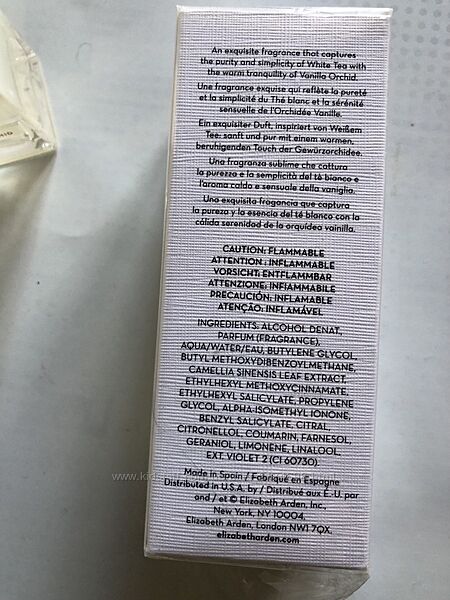 An exquisite fragrance that captures
the purity and simplicity of White Tea with
the warm tranquility of Vanilla Orchid.
Une fragrance exquise qui reflète la pureté
et la simplicité du Thé blanc et la sérénité
sensuelle de l'Orchidée Vanille.
Ein exquisiter Duft, inspiriert von Weißem
Tee: sanft und pur mit einem warmen,
beruhigenden Touch der Gewürzorchidee.
Una fragranza sublime che cattura
la purezza e la semplicità del tè bianco e
l'aroma caldo e sensuale della vaniglia.
Una exquisita fragancia que captura
la pureza y la esencia del té blanco con la
cálida serenidad de la orquídea vainilla.
CAUTION: FLAMMABLE
ATTENTION : INFLAMMABLE
VORSICHT: ENTFLAMMBAR
ATTENZIONE: INFIAMMABILE
PRECAUCIÓN: INFLAMABLE
ATENÇÃO: INFLAMÁVEL
INGREDIENTS: ALCOHOL DENAT,
PARFUM (FRAGRANCE),
AQUA/WATER/EAU, BUTYLENE GLYCOL,
BUTYL METHOXYDIBENZOYLMETHANE,
CAMELLIA SINENSIS LEAF EXTRACT,
ETHYLHEXYL METHOXYCINNAMATE,
ETHYLHEXYL SALICYLATE, PROPYLENE
GLYCOL, ALPHA-ISOMETHYL IONONE,
BENZYL SALICYLATE, CITRAL,
CITRONELLOL, COUMARIN, FARNESOL,
GERANIOL, LIMONENE, LINALOOL,
EXT. VIOLET 2 (CI 60730)
Made in Spain / Fabriqué en Espagne
Distributed in U.S.A. by / Distribué aux É.-U. par
and / et © Elizabeth Arden, Inc.,
New York, NY 10004.
Elizabeth Arden, London NW1 7QX.
elizabetharden.com